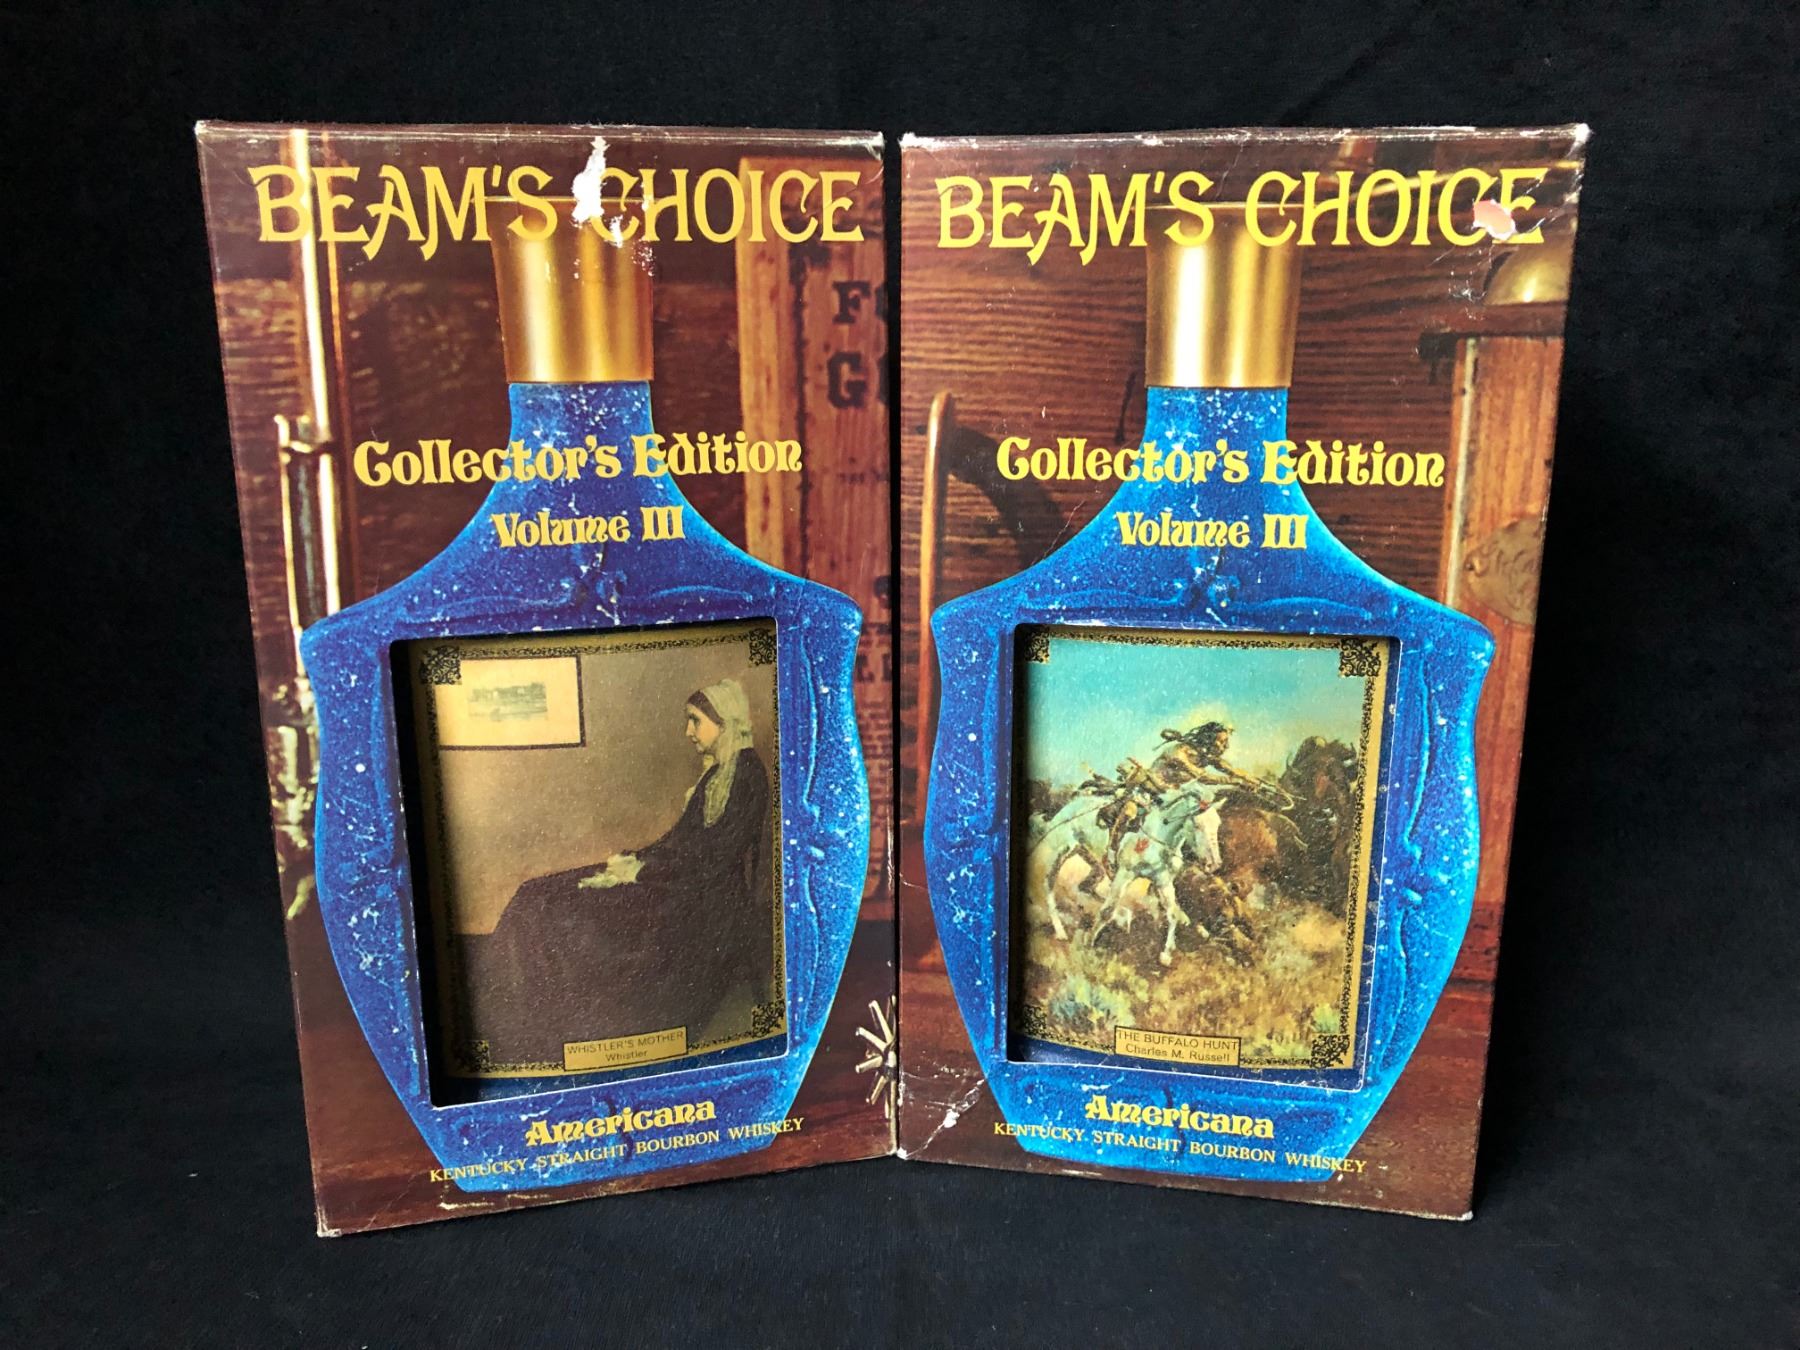 BEAM'S CHOICE
Collector's Edition
Volume III
WHISTLER'S MOTHER
Whistler
Americana
KENTUCKY STRAIGHT BOURBON WHISKEY
BEAM'S CHOICE
Collector's Edition
Volume III
THE BUFFALO HUNT
Charles M. Russell
Americana
KENTUCKY STRAIGHT BOURBON WHISKEY